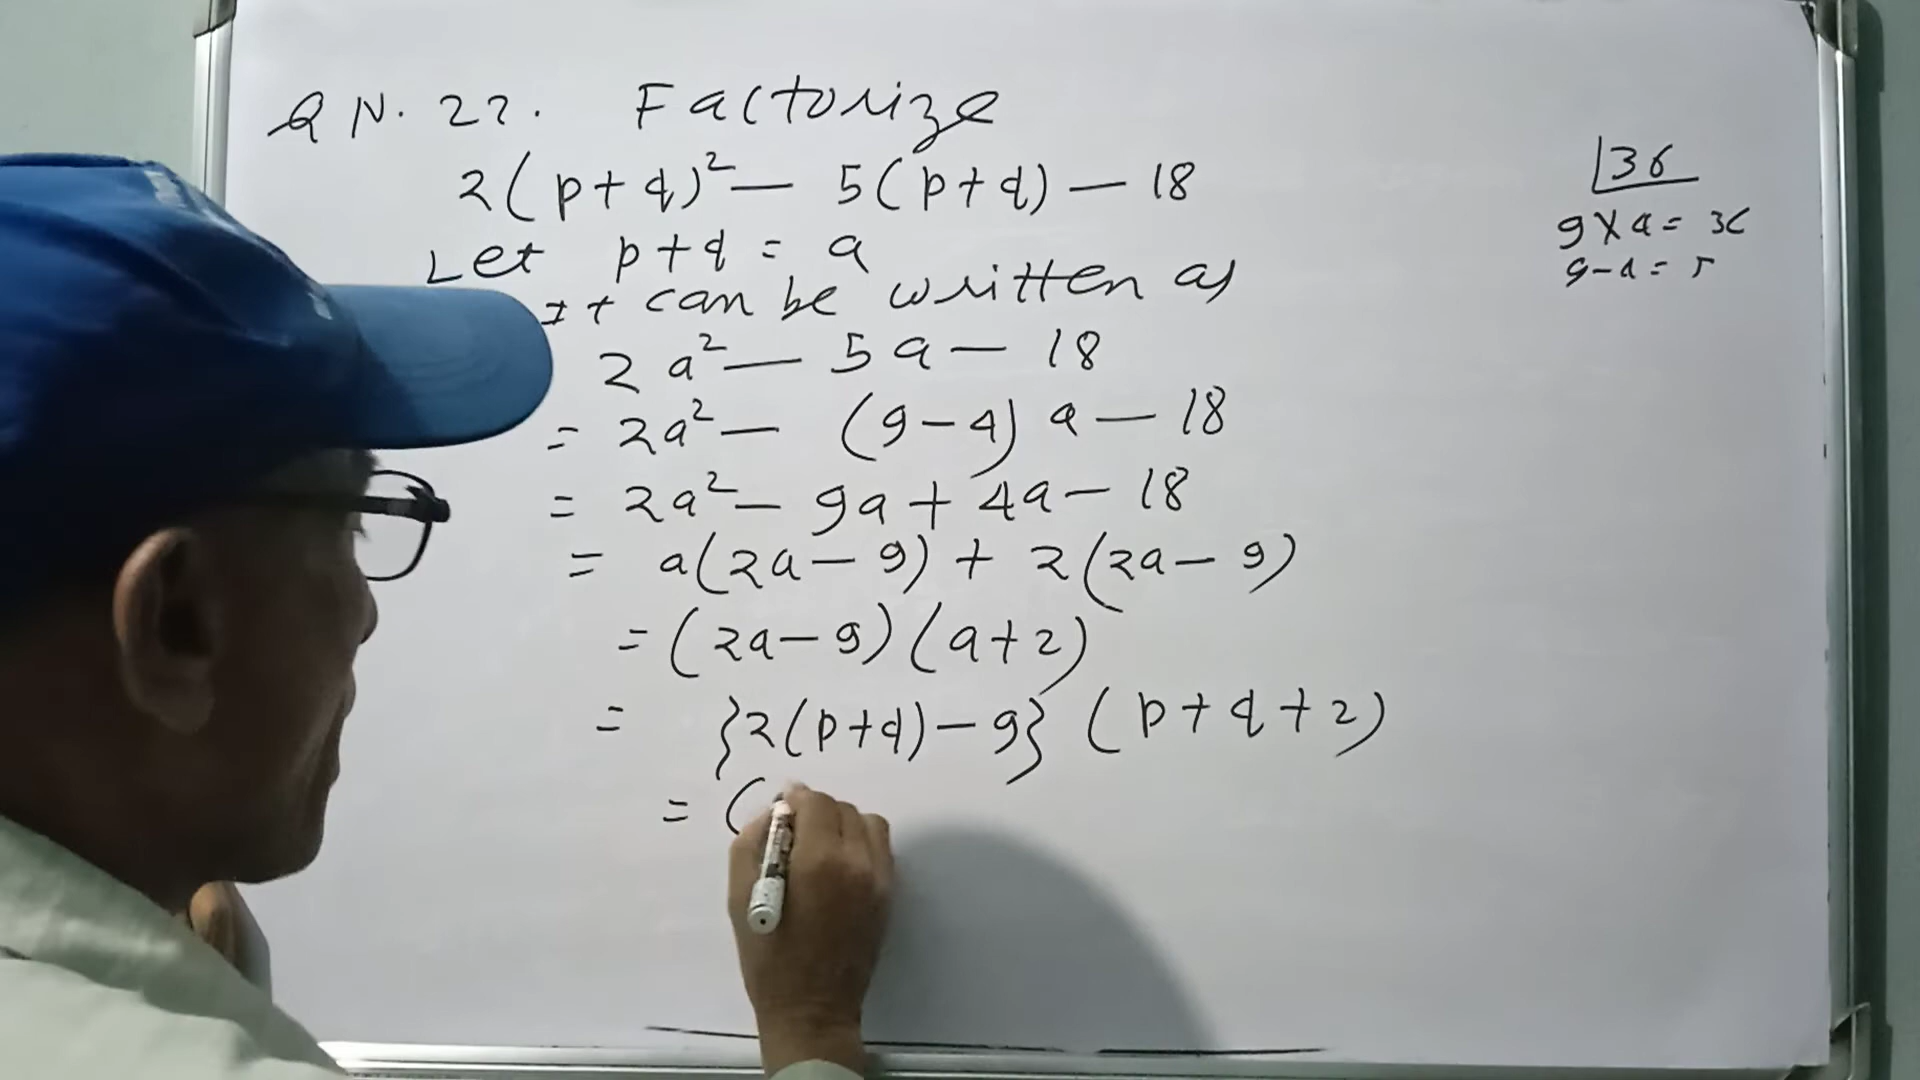 Q N. 22. Factorize
2(p+q)² — 5(p+q) — 18
Let p+q = a
It can be written as
2a² — 5a — 18
= 2a² — (9-4) a — 18
= 2a² — 9a + 4a — 18
= a(2a — 9) + 2(2a — 9)
= (2a — 9)(a+2)
= {2(p+q) — 9} (p+q+2)
= (
36
9 X 4 = 36
9-4 = 5